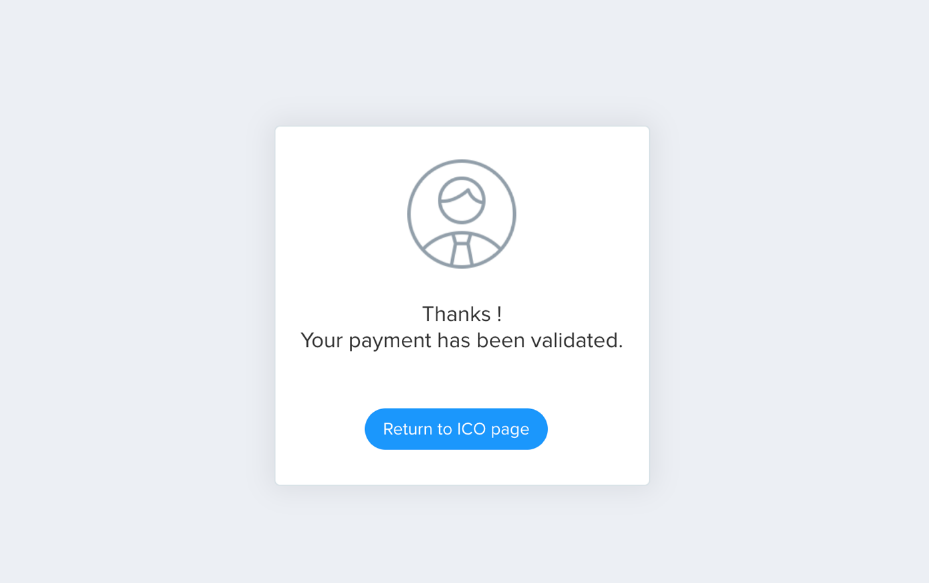 Thanks !
Your payment has been validated.
Return to ICO page